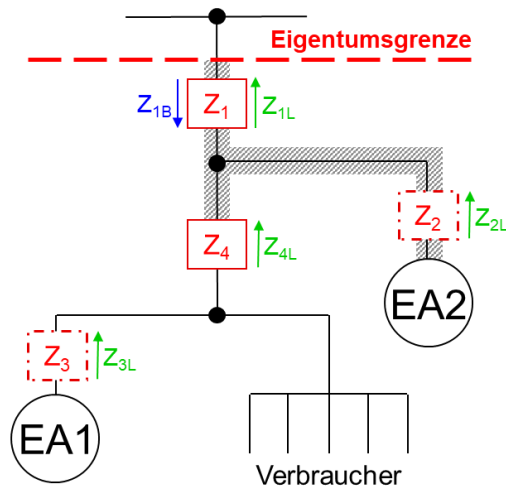 Eigentumsgrenze
Z1B
Z1
Z1L
Z2
Z2L
Z4
Z4L
EA2
Z3
Z3L
EA1
Verbraucher